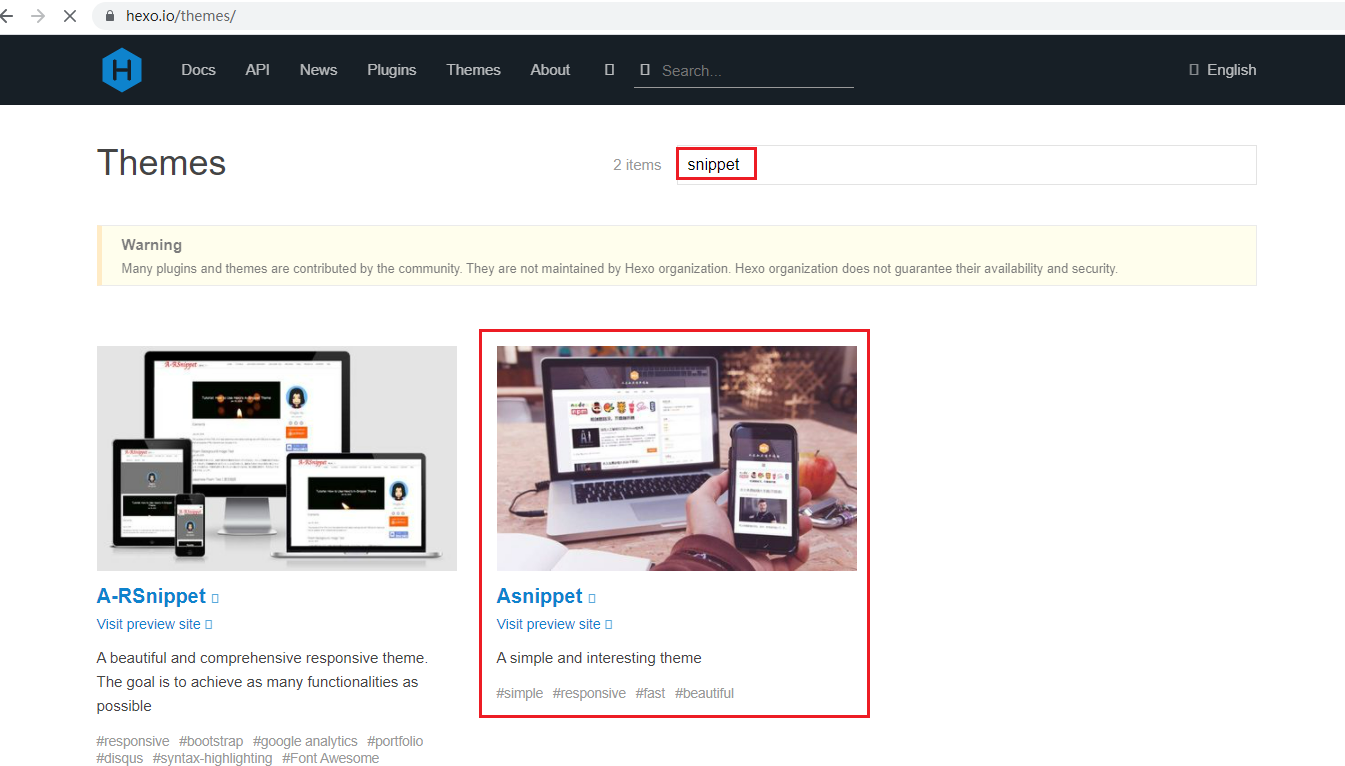 hexo.io/themes/
Docs API News Plugins Themes About Search... English
Themes
2 items snippet
Warning
Many plugins and themes are contributed by the community. They are not maintained by Hexo organization. Hexo organization does not guarantee their availability and security.
A-RSnippet
Visit preview site
A beautiful and comprehensive responsive theme.
The goal is to achieve as many functionalities as
possible
#responsive #bootstrap #google analytics #portfolio
#disqus #syntax-highlighting #Font Awesome
Asnippet
Visit preview site
A simple and interesting theme
#simple #responsive #fast #beautiful